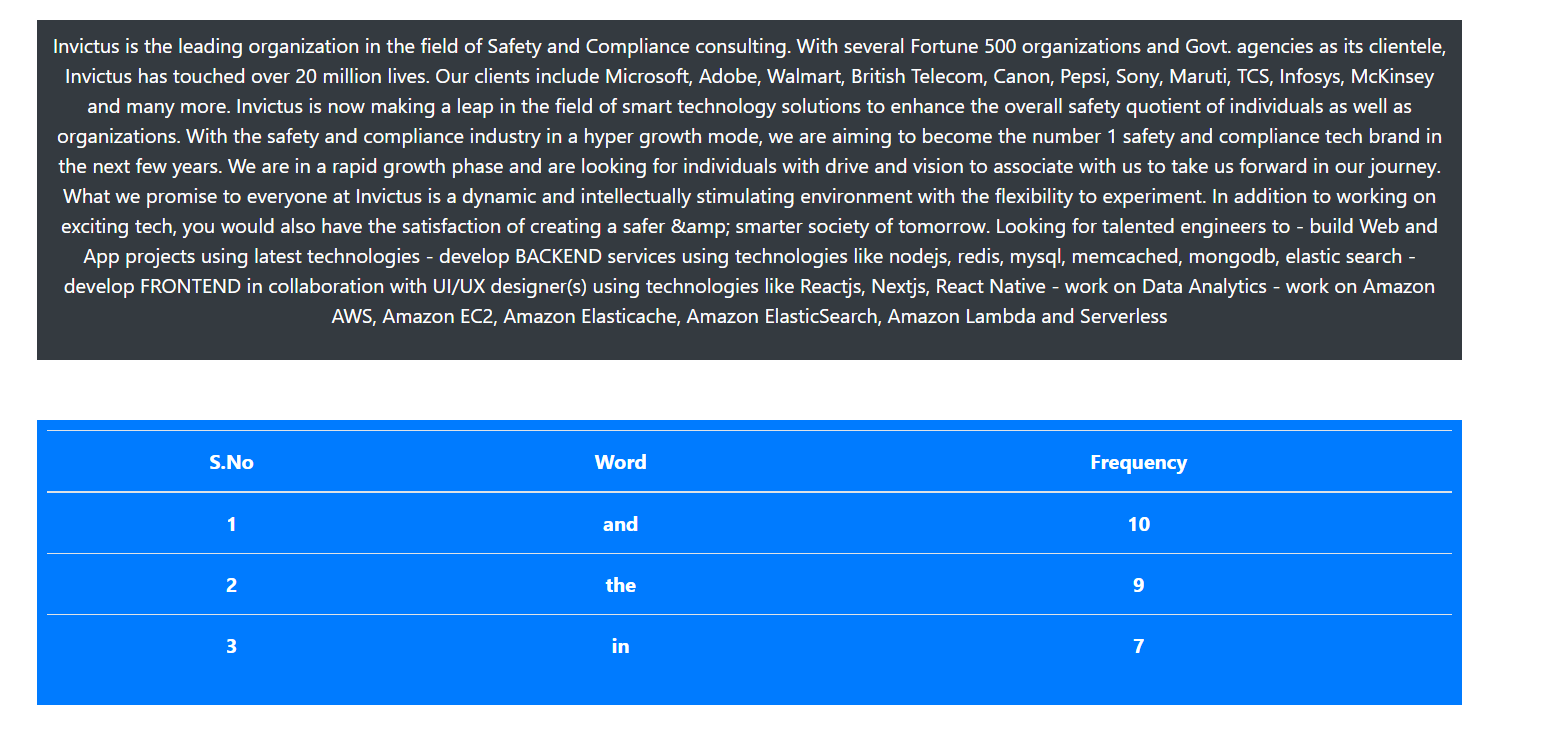 Invictus is the leading organization in the field of Safety and Compliance consulting. With several Fortune 500 organizations and Govt. agencies as its clientele,
Invictus has touched over 20 million lives. Our clients include Microsoft, Adobe, Walmart, British Telecom, Canon, Pepsi, Sony, Maruti, TCS, Infosys, McKinsey
and many more. Invictus is now making a leap in the field of smart technology solutions to enhance the overall safety quotient of individuals as well as
organizations. With the safety and compliance industry in a hyper growth mode, we are aiming to become the number 1 safety and compliance tech brand in
the next few years. We are in a rapid growth phase and are looking for individuals with drive and vision to associate with us to take us forward in our journey.
What we promise to everyone at Invictus is a dynamic and intellectually stimulating environment with the flexibility to experiment. In addition to working on
exciting tech, you would also have the satisfaction of creating a safer &amp; smarter society of tomorrow. Looking for talented engineers to - build Web and
App projects using latest technologies - develop BACKEND services using technologies like nodejs, redis, mysql, memcached, mongodb, elastic search -
develop FRONTEND in collaboration with UI/UX designer(s) using technologies like Reactjs, Nextjs, React Native - work on Data Analytics - work on Amazon
AWS, Amazon EC2, Amazon Elasticache, Amazon ElasticSearch, Amazon Lambda and Serverless
S.No Word Frequency
1 and 10
2 the 9
3 in 7